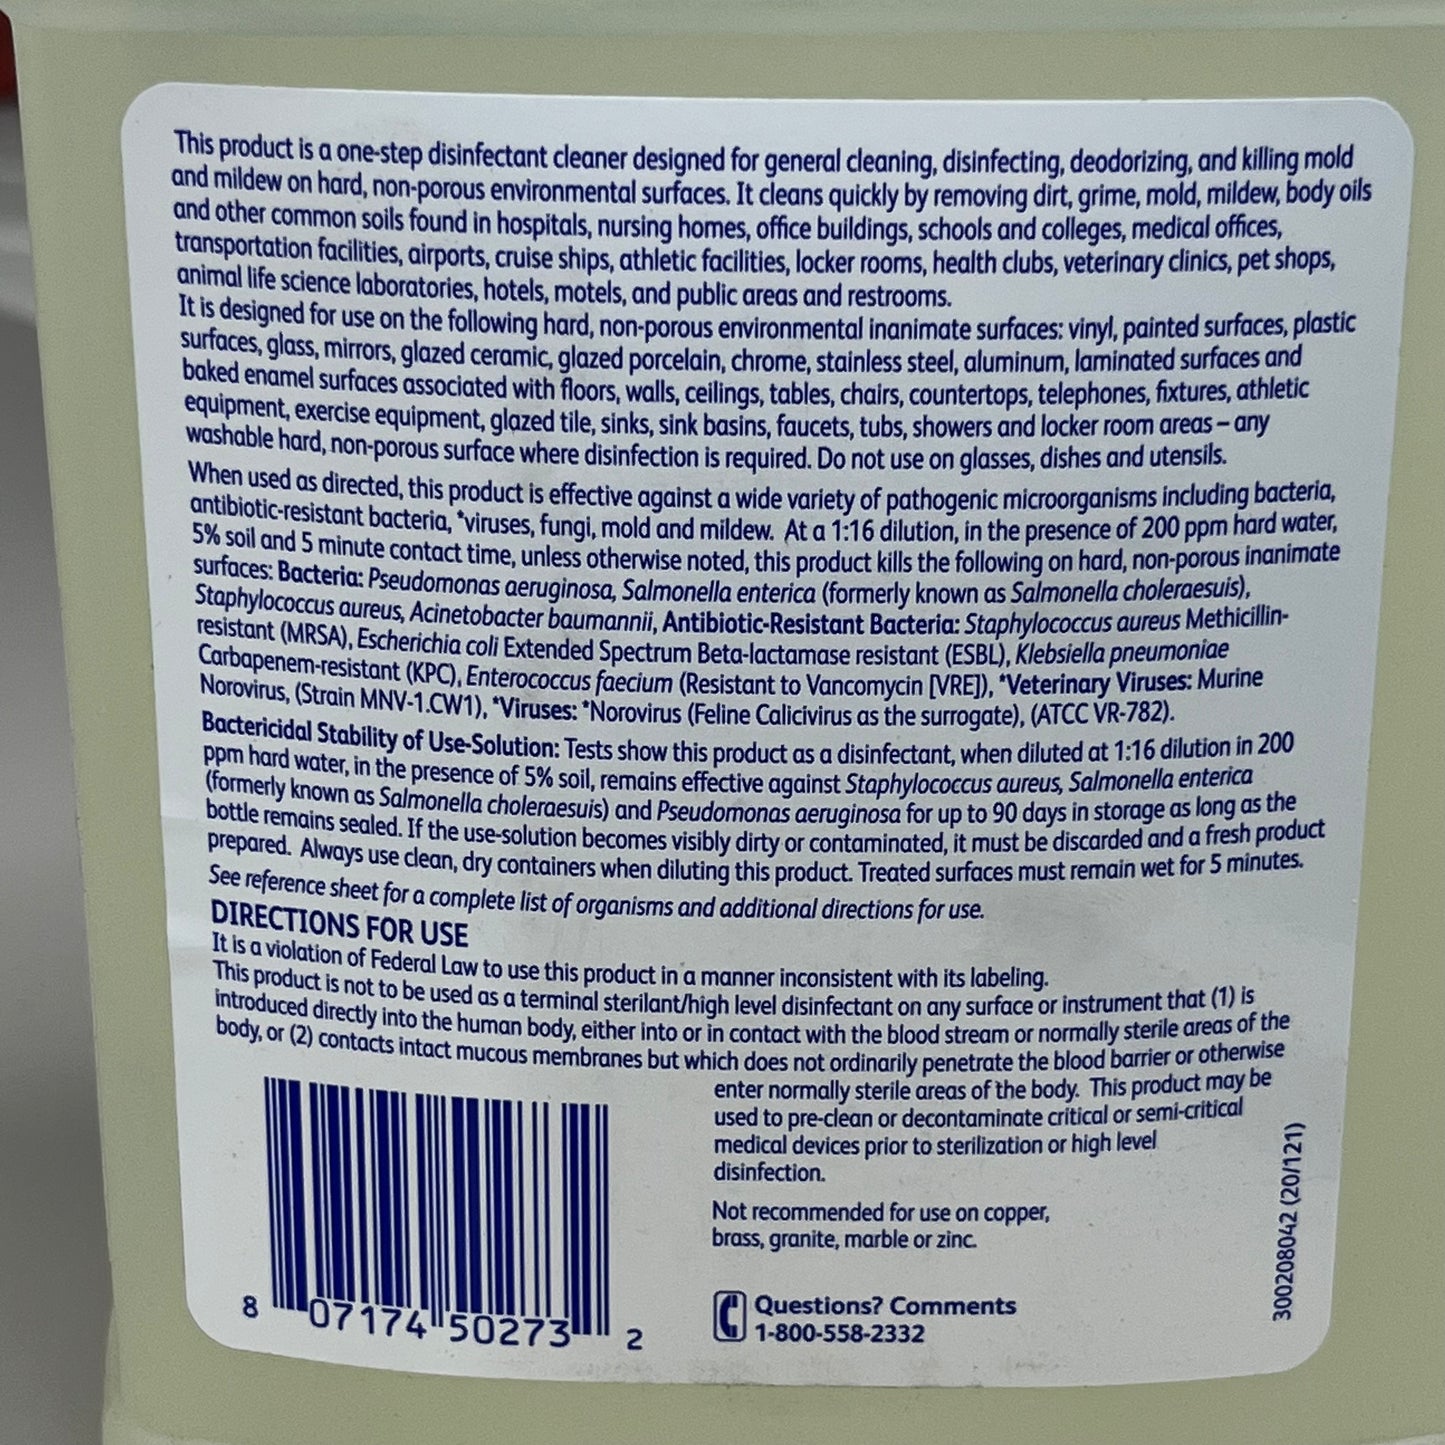 This product is a one-step disinfectant cleaner designed for general cleaning, disinfecting, deodorizing, and killing mold
and mildew on hard, non-porous environmental surfaces. It cleans quickly by removing dirt, grime, mold, mildew, body oils
and other common soils found in hospitals, nursing homes, office buildings, schools and colleges, medical offices,
transportation facilities, airports, cruise ships, athletic facilities, locker rooms, health clubs, veterinary clinics, pet shops,
animal life science laboratories, hotels, motels, and public areas and restrooms.
It is designed for use on the following hard, non-porous environmental inanimate surfaces: vinyl, painted surfaces, plastic
surfaces, glass, mirrors, glazed ceramic, glazed porcelain, chrome, stainless steel, aluminum, laminated surfaces and
baked enamel surfaces associated with floors, walls, ceilings, tables, chairs, countertops, telephones, fixtures, athletic
equipment, exercise equipment, glazed tile, sinks, sink basins, faucets, tubs, showers and locker room areas – any
washable hard, non-porous surface where disinfection is required. Do not use on glasses, dishes and utensils.
When used as directed, this product is effective against a wide variety of pathogenic microorganisms including bacteria,
antibiotic-resistant bacteria, *viruses, fungi, mold and mildew. At a 1:16 dilution, in the presence of 200 ppm hard water,
5% soil and 5 minute contact time, unless otherwise noted, this product kills the following on hard, non-porous inanimate
surfaces: Bacteria: Pseudomonas aeruginosa, Salmonella enterica (formerly known as Salmonella choleraesuis),
Staphylococcus aureus, Acinetobacter baumannii, Antibiotic-Resistant Bacteria: Staphylococcus aureus Methicillin-
resistant (MRSA), Escherichia coli Extended Spectrum Beta-lactamase resistant (ESBL), Klebsiella pneumoniae
Carbapenem-resistant (KPC), Enterococcus faecium (Resistant to Vancomycin [VRE]), *Veterinary Viruses: Murine
Norovirus, (Strain MNV-1.CW1), *Viruses: *Norovirus (Feline Calicivirus as the surrogate), (ATCC VR-782).
Bactericidal Stability of Use-Solution: Tests show this product as a disinfectant, when diluted at 1:16 dilution in 200
ppm hard water, in the presence of 5% soil, remains effective against Staphylococcus aureus, Salmonella enterica
(formerly known as Salmonella choleraesuis) and Pseudomonas aeruginosa for up to 90 days in storage as long as the
bottle remains sealed. If the use-solution becomes visibly dirty or contaminated, it must be discarded and a fresh product
prepared. Always use clean, dry containers when diluting this product. Treated surfaces must remain wet for 5 minutes.
See reference sheet for a complete list of organisms and additional directions for use.
DIRECTIONS FOR USE
It is a violation of Federal Law to use this product in a manner inconsistent with its labeling.
This product is not to be used as a terminal sterilant/high level disinfectant on any surface or instrument that (1) is
introduced directly into the human body, either into or in contact with the blood stream or normally sterile areas of the
body, or (2) contacts intact mucous membranes but which does not ordinarily penetrate the blood barrier or otherwise
enter normally sterile areas of the body. This product may be
used to pre-clean or decontaminate critical or semi-critical
medical devices prior to sterilization or high level
disinfection.
Not recommended for use on copper,
brass, granite, marble or zinc.
Questions? Comments
1-800-558-2332
8 07174 50273 2
300208042 (20/121)